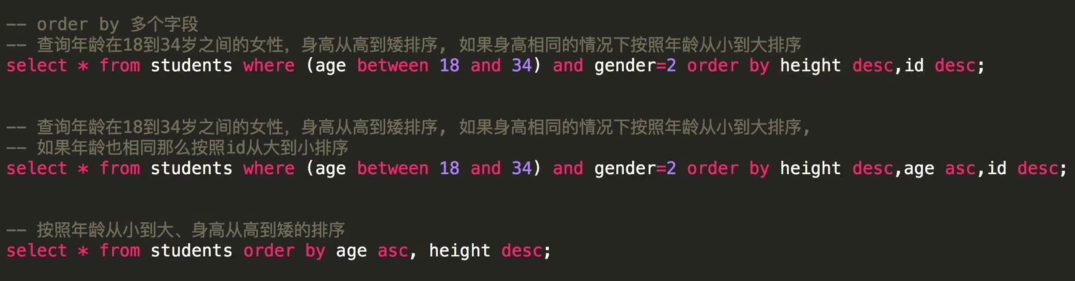 -- order by 多个字段
-- 查询年龄在18到34岁之间的女性，身高从高到矮排序, 如果身高相同的情况下按照年龄从小到大排序
select * from students where (age between 18 and 34) and gender=2 order by height desc,id desc;
-- 查询年龄在18到34岁之间的女性，身高从高到矮排序, 如果身高相同的情况下按照年龄从小到大排序,
-- 如果年龄也相同那么按照id从大到小排序
select * from students where (age between 18 and 34) and gender=2 order by height desc,age asc,id desc;
-- 按照年龄从小到大、身高从高到矮的排序
select * from students order by age asc, height desc;